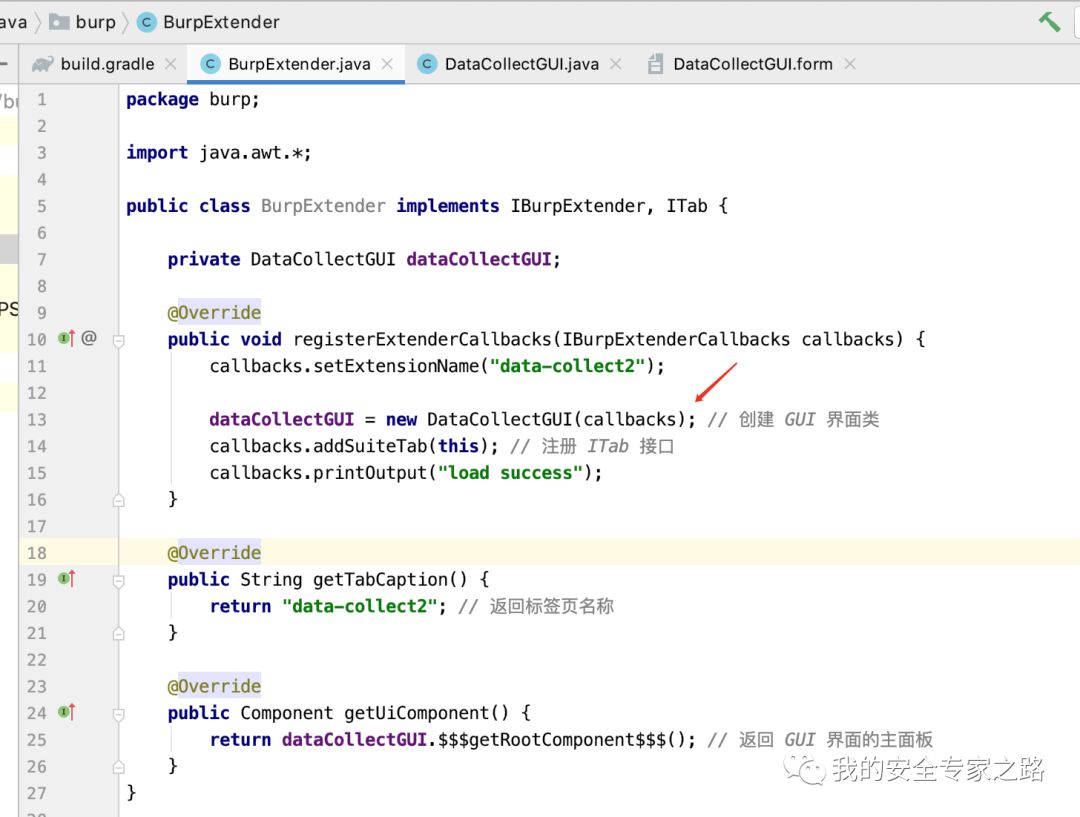 ava burp C BurpExtender
build.gradle C BurpExtender.java C DataCollectGUI.java DataCollectGUI.form
/bu
PS
1 package burp;
2
3 import java.awt.*;
4
5 public class BurpExtender implements IBurpExtender, ITab {
6
7 private DataCollectGUI dataCollectGUI;
8
9 @Override
10 @ public void registerExtenderCallbacks(IBurpExtenderCallbacks callbacks) {
11 callbacks.setExtensionName("data-collect2");
12
13 dataCollectGUI = new DataCollectGUI(callbacks); // 创建 GUI 界面类
14 callbacks.addSuiteTab(this); // 注册 ITab 接口
15 callbacks.printOutput("load success");
16 }
17
18 @Override
19 public String getTabCaption() {
20 return "data-collect2"; // 返回标签页名称
21 }
22
23 @Override
24 public Component getUiComponent() {
25 return dataCollectGUI.$$$getRootComponent$$$(); // 返回 GUI 界面的主面板
26 }
27 }
我的安全专家之路